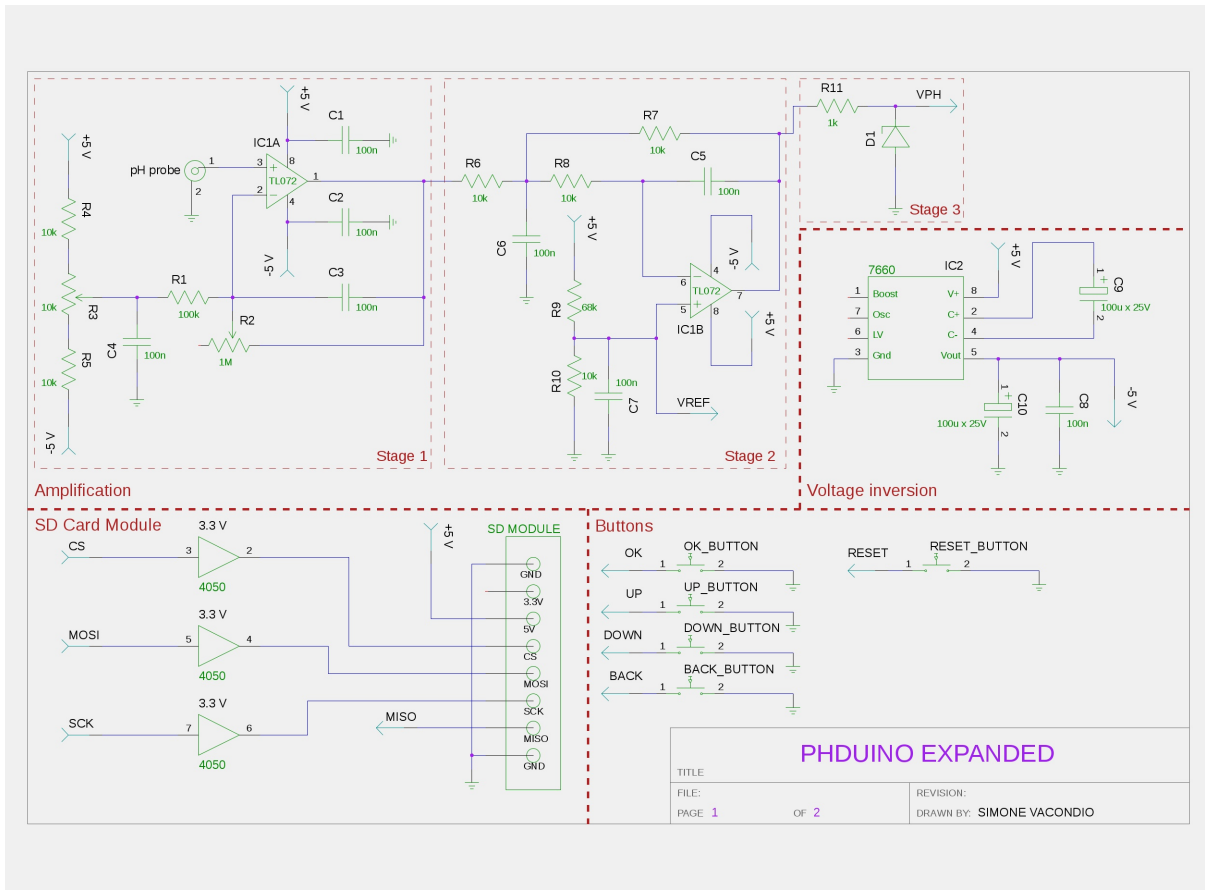 +5 V
R4
10k
R3
10k
R5
10k
-5 V
pH probe
1
2
+5 V
C1
100n
IC1A
3
+
8
TL072
1
2
−
4
C2
100n
-5 V
C3
100n
R1
100k
R2
1M
C4
100n
Stage 1
Amplification
R6
10k
R7
10k
R8
10k
C5
100n
C6
100n
+5 V
R9
68k
R10
10k
100n
C7
VREF
6
−
4
-5 V
TL072
7
5
+
8
IC1B
+5 V
Stage 2
R11
1k
VPH
D1
Stage 3
7660
IC2
1
Boost
V+
8
7
Osc
C+
2
6
LV
C-
4
3
Gnd
Vout
5
+5 V
1
+
C9
100u x 25V
2
1
+
C10
100u x 25V
2
C8
100n
-5 V
Voltage inversion
SD Card Module
3.3 V
CS
3
2
4050
3.3 V
MOSI
5
4
4050
3.3 V
SCK
7
6
4050
MISO
+5 V
SD MODULE
GND
3.3V
5V
CS
MOSI
SCK
MISO
GND
Buttons
OK
1
OK_BUTTON
2
UP
1
UP_BUTTON
2
DOWN
1
DOWN_BUTTON
2
BACK
1
BACK_BUTTON
2
RESET
1
RESET_BUTTON
2
PHDUINO EXPANDED
TITLE
FILE:
REVISION:
PAGE 1 OF 2
DRAWN BY: SIMONE VACONDIO